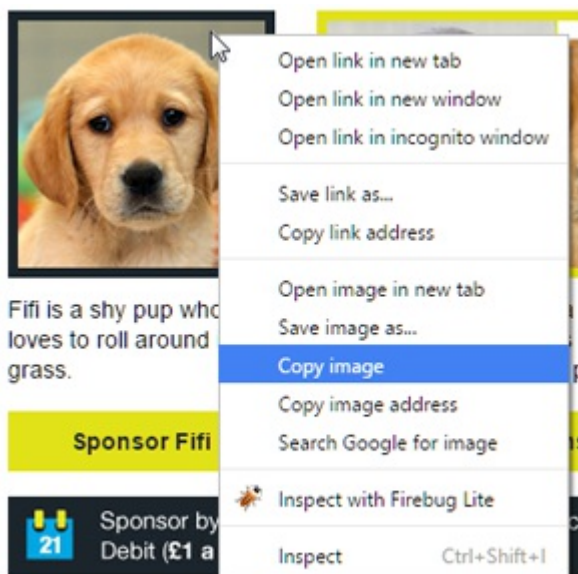 Open link in new tab
Open link in new window
Open link in incognito window
Save link as...
Copy link address
Open image in new tab
Save image as...
Copy image
Copy image address
Search Google for image
Inspect with Firebug Lite
Inspect Ctrl+Shift+I
Fifi is a shy pup who
loves to roll around
grass.
Sponsor Fifi
21
Sponsor by
Debit (£1 a